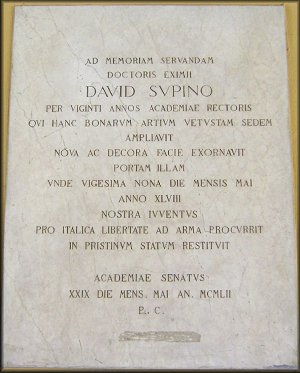 AD MEMORIAM SERVANDAM
DOCTORIS EXIMII
DAVID SVPINO
PER VIGINTI ANNOS ACADEMIAE RECTORIS
QVI HANC BONARVM ARTIVM VETVSTAM SEDEM
AMPLIAVIT
NOVA AC DECORA FACIE EXORNAVIT
PORTAM ILLAM
VNDE VIGESIMA NONA DIE MENSIS MAI
ANNO XLVIII
NOSTRA IVVENTVS
PRO ITALICA LIBERTATE AD ARMA PROCVRRIT
IN PRISTINVM STATVM RESTITVIT
ACADEMIAE SENATVS
XXIX DIE MENS. MAI AN. MCMLII
P. C.